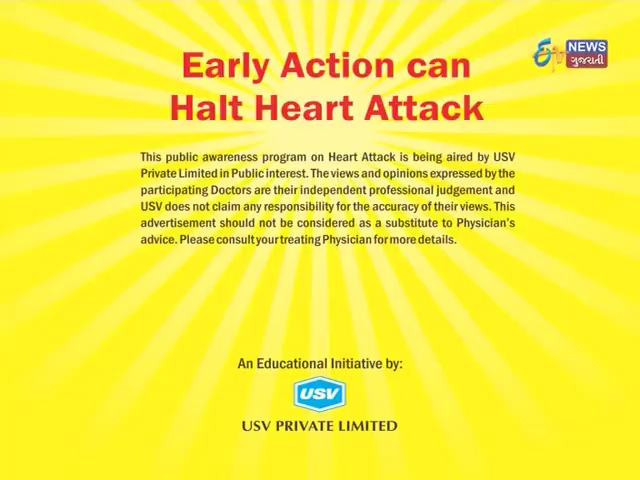 Early Action can
Halt Heart Attack
ETV NEWS
ગુજરાતી
This public awareness program on Heart Attack is being aired by USV
Private Limited in Public interest. The views and opinions expressed by the
participating Doctors are their independent professional judgement and
USV does not claim any responsibility for the accuracy of their views. This
advertisement should not be considered as a substitute to Physician's
advice. Please consult your treating Physician for more details.
An Educational Initiative by:
USV
USV PRIVATE LIMITED